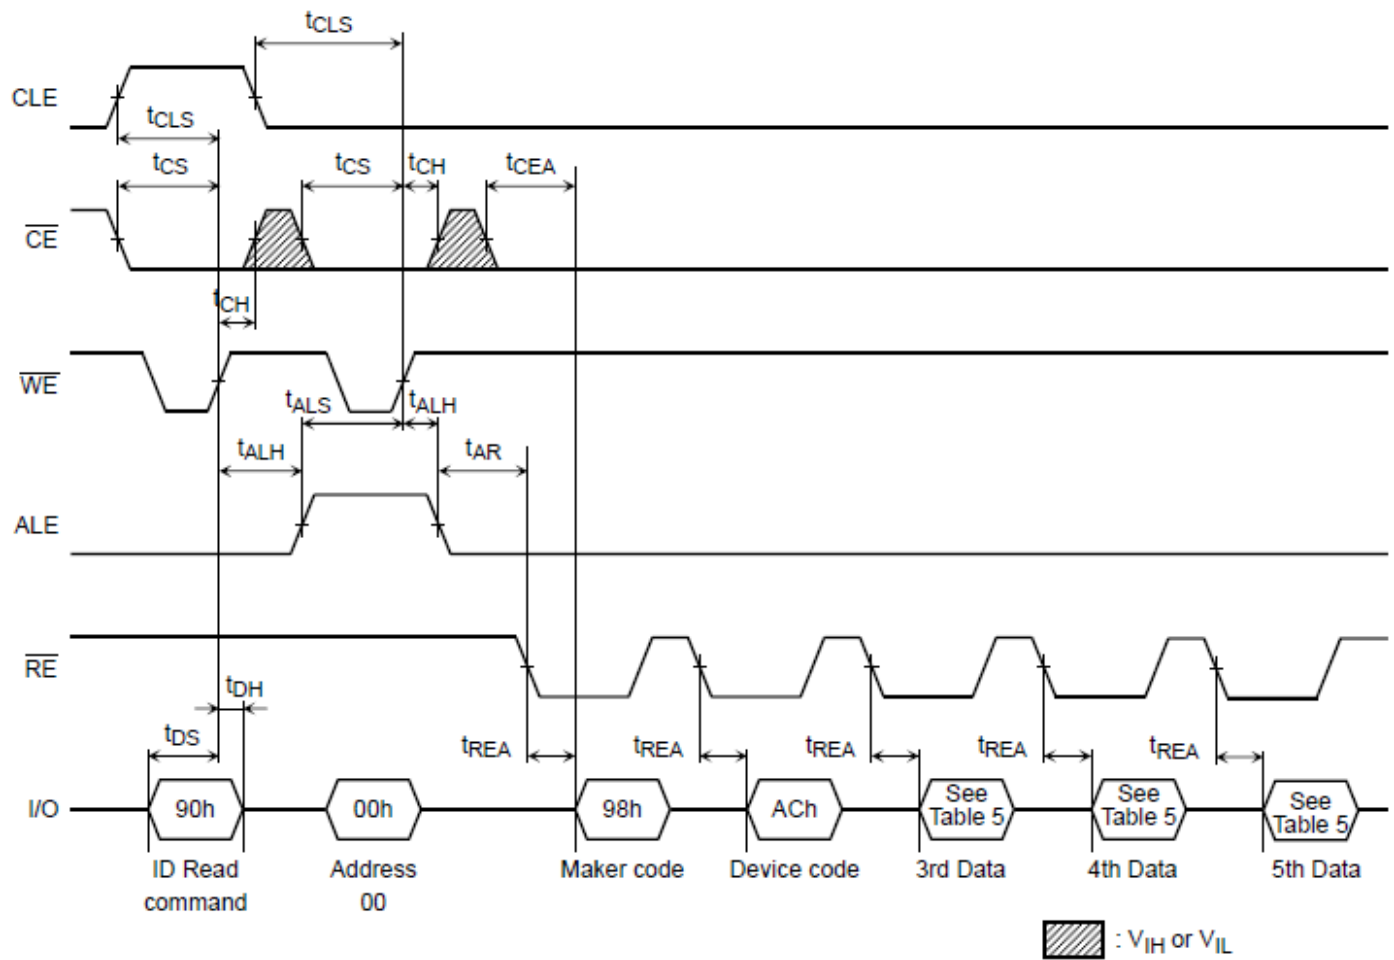 tCLS
CLE
tCLS
tCS
tCS
tCH
tCEA
CE
tCH
WE
tALS
tALH
tALH
tAR
ALE
RE
tDH
tDS
tREA
tREA
tREA
tREA
tREA
I/O
90h
00h
98h
ACh
See
Table 5
See
Table 5
See
Table 5
ID Read
command
Address
00
Maker code
Device code
3rd Data
4th Data
5th Data
: VIH or VIL